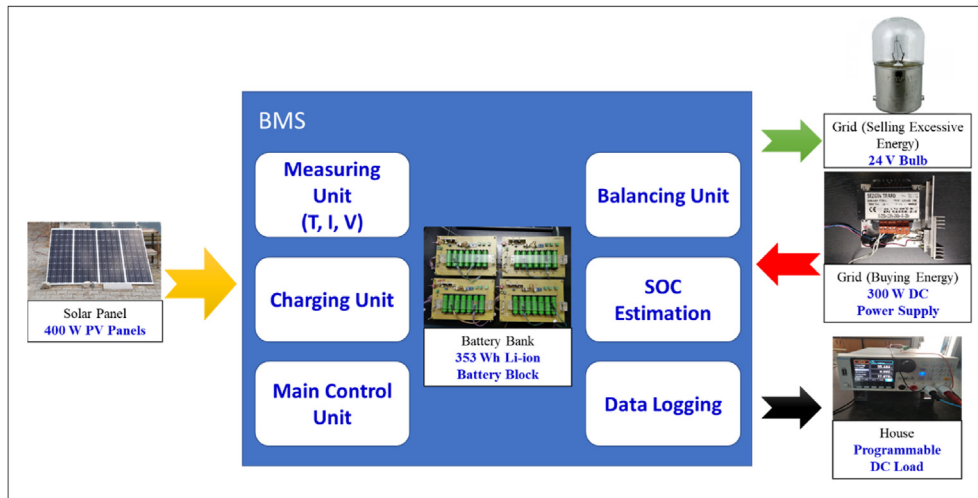 BMS
Measuring
Unit
(T, I, V)
Charging Unit
Main Control
Unit
Balancing Unit
SOC
Estimation
Data Logging
Solar Panel
400 W PV Panels
Battery Bank
353 Wh Li-ion
Battery Block
Grid (Selling Excessive
Energy)
24 V Bulb
Grid (Buying Energy)
300 W DC
Power Supply
House
Programmable
DC Load